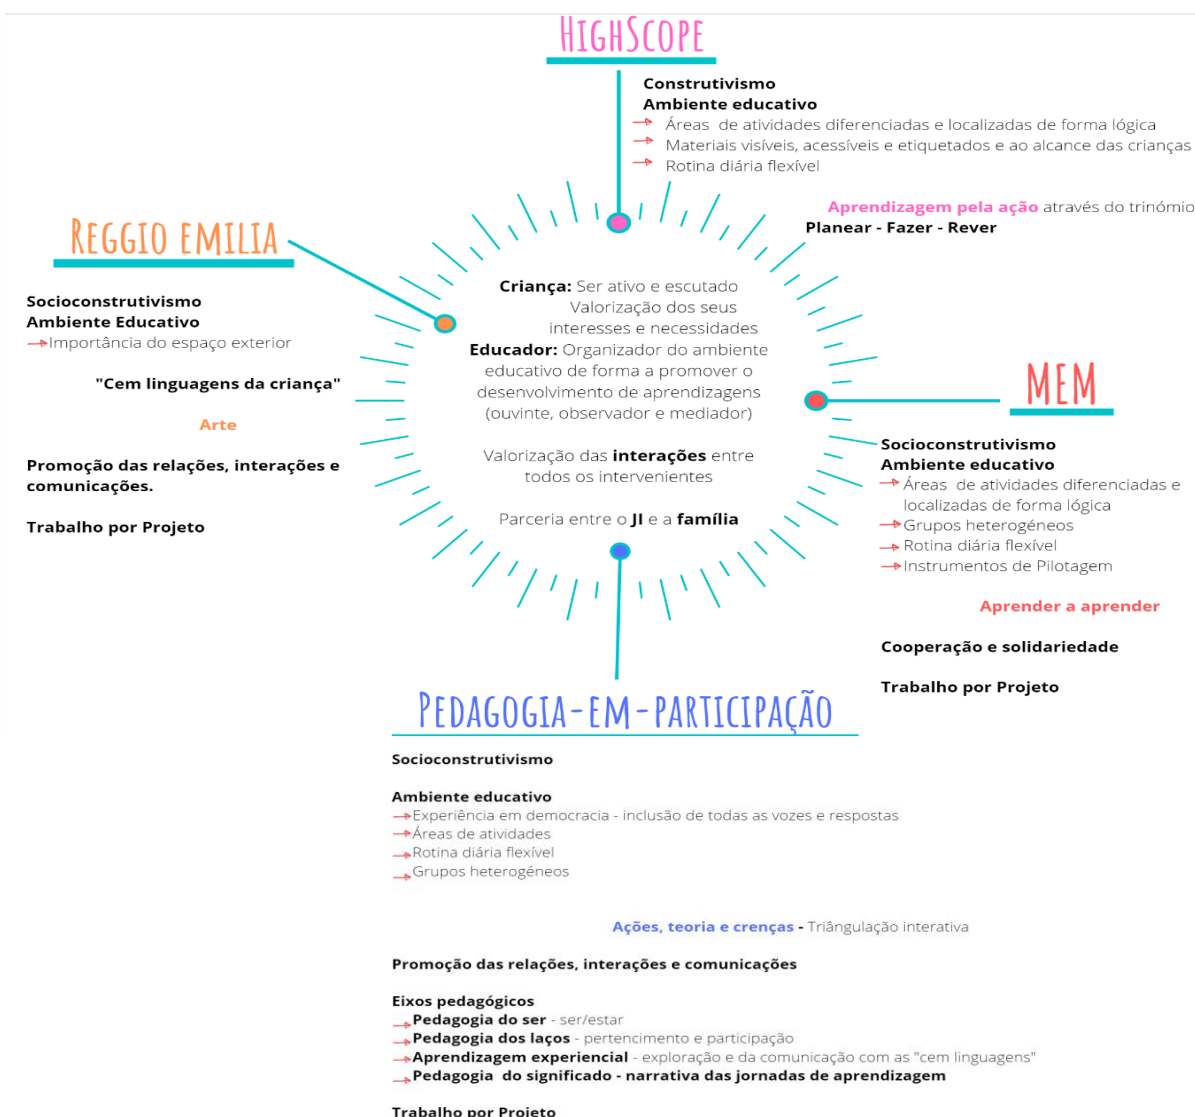 HIGHSCOPE
Construtivismo
Ambiente educativo
Áreas de atividades diferenciadas e localizadas de forma lógica
Materiais visíveis, acessíveis e etiquetados e ao alcance das crianças
Rotina diária flexível
Aprendizagem pela ação através do trinómio
Planear - Fazer - Rever
REGGIO EMILIA
Socioconstrutivismo
Ambiente Educativo
Importância do espaço exterior
"Cem linguagens da criança"
Arte
Promoção das relações, interações e
comunicações.
Trabalho por Projeto
Criança: Ser ativo e escutado
Valorização dos seus
interesses e necessidades
Educador: Organizador do ambiente
educativo de forma a promover o
desenvolvimento de aprendizagens
(ouvinte, observador e mediador)
Valorização das interações entre
todos os intervenientes
Parceria entre o JI e a família
MEM
Socioconstrutivismo
Ambiente educativo
Áreas de atividades diferenciadas e
localizadas de forma lógica
Grupos heterogéneos
Rotina diária flexível
Instrumentos de Pilotagem
Aprender a aprender
Cooperação e solidariedade
Trabalho por Projeto
PEDAGOGIA-EM-PARTICIPAÇÃO
Socioconstrutivismo
Ambiente educativo
Experiência em democracia - inclusão de todas as vozes e respostas
Áreas de atividades
Rotina diária flexível
Grupos heterogéneos
Ações, teoria e crenças - Triângulação interativa
Promoção das relações, interações e comunicações
Eixos pedagógicos
Pedagogia do ser - ser/estar
Pedagogia dos laços - pertencimento e participação
Aprendizagem experiencial - exploração e da comunicação com as "cem linguagens"
Pedagogia do significado - narrativa das jornadas de aprendizagem
Trabalho por Projeto